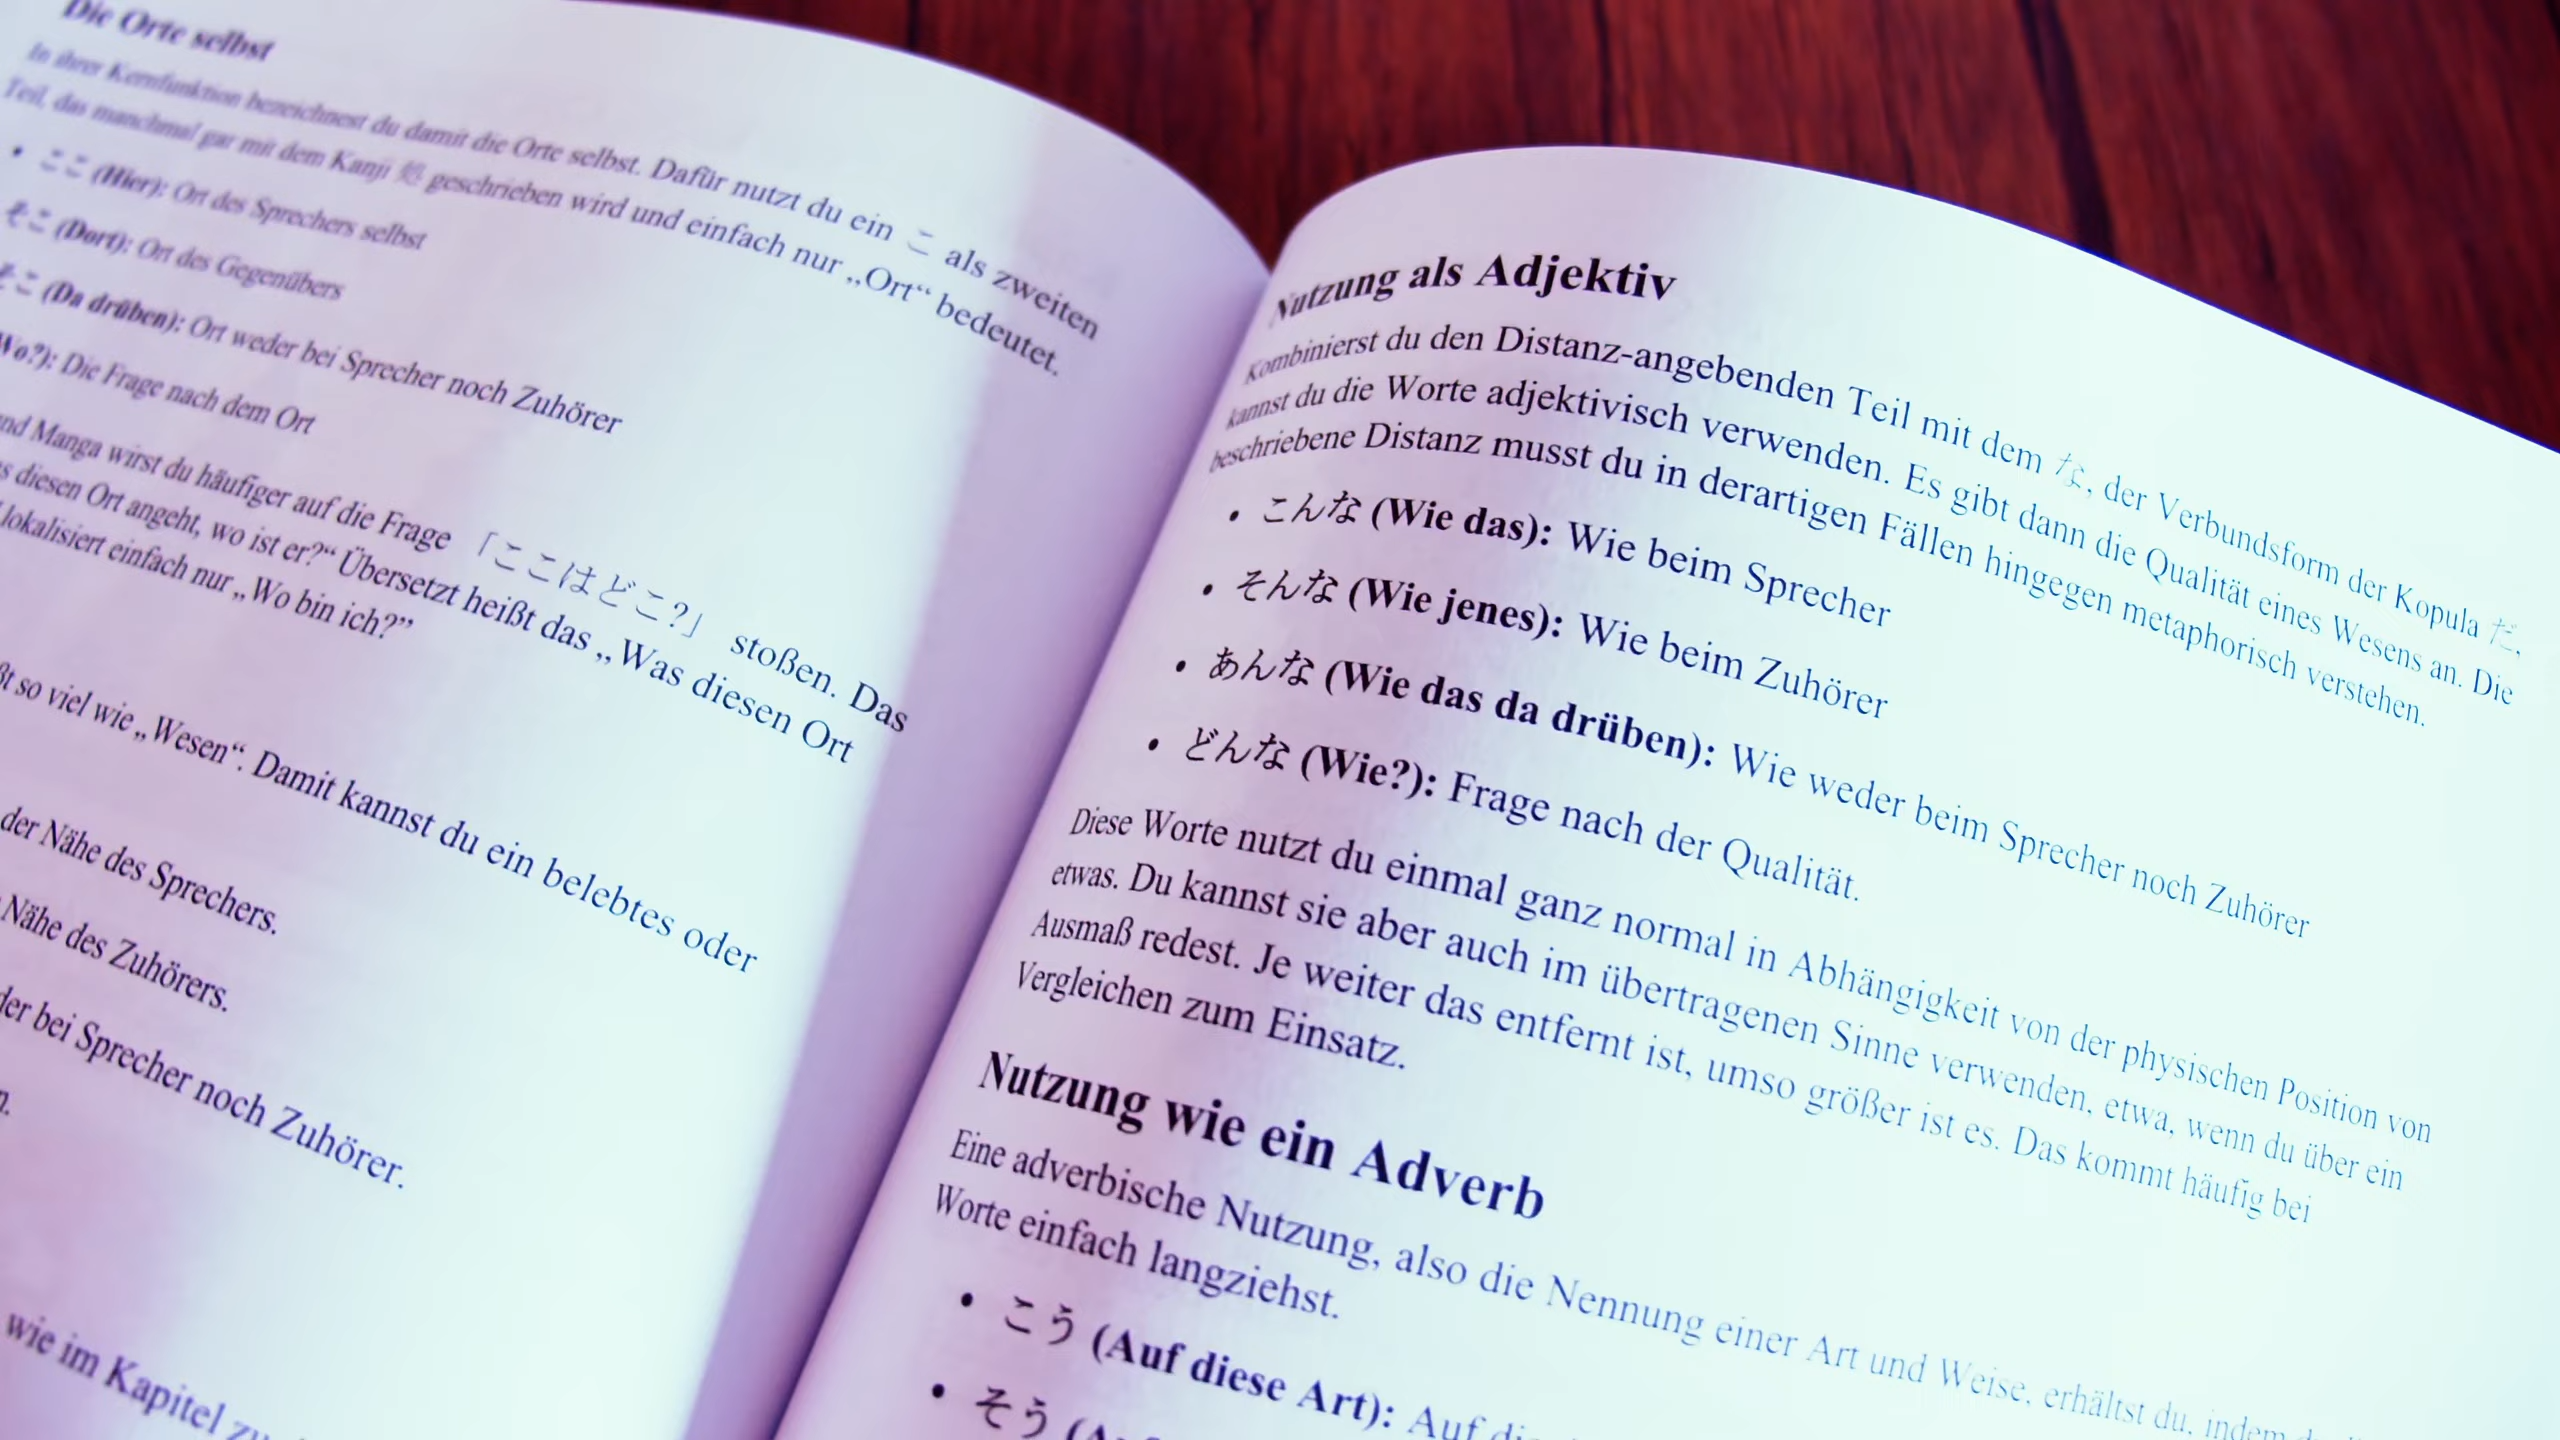 Die Orte selbst
In ihrer Kernfunktion bezeichnest du damit die Orte selbst. Dafür nutzt du ein こ als zweiten
Teil, das manchmal gar mit dem Kanji 処 geschrieben wird und einfach nur „Ort“ bedeutet.
• ここ (Hier): Ort des Sprechers selbst
そこ (Dort): Ort des Gegenübers
(Da drüben): Ort weder bei Sprecher noch Zuhörer
Wo?): Die Frage nach dem Ort
und Manga wirst du häufiger auf die Frage 「ここはどこ?」 stoßen. Das
diesen Ort angeht, wo ist er?“ Übersetzt heißt das „Was diesen Ort
lokalisiert einfach nur „Wo bin ich?”
so viel wie „Wesen“. Damit kannst du ein belebtes oder
der Nähe des Sprechers.
Nähe des Zuhörers.
bei Sprecher noch Zuhörer.
wie im Kapitel
Nutzung als Adjektiv
Kombinierst du den Distanz-angebenden Teil mit dem な, der Verbundsform der Kopula だ,
kannst du die Worte adjektivisch verwenden. Es gibt dann die Qualität eines Wesens an. Die
beschriebene Distanz musst du in derartigen Fällen hingegen metaphorisch verstehen.
• こんな (Wie das): Wie beim Sprecher
• そんな (Wie jenes): Wie beim Zuhörer
• あんな (Wie das da drüben): Wie weder beim Sprecher noch Zuhörer
• どんな (Wie?): Frage nach der Qualität.
Diese Worte nutzt du einmal ganz normal in Abhängigkeit von der physischen Position von
etwas. Du kannst sie aber auch im übertragenen Sinne verwenden, etwa, wenn du über ein
Ausmaß redest. Je weiter das entfernt ist, umso größer ist es. Das kommt häufig bei
Vergleichen zum Einsatz.
Nutzung wie ein Adverb
Eine adverbische Nutzung, also die Nennung einer Art und Weise, erhältst du, indem
Worte einfach langziehst.
• こう (Auf diese Art): Auf
• そう